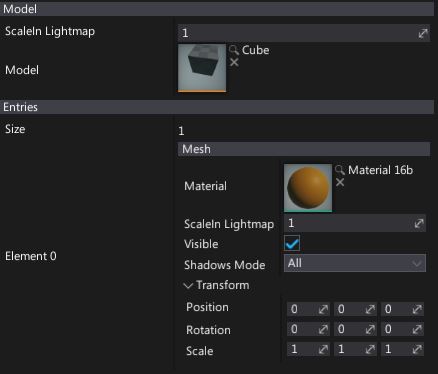 Model
ScaleIn Lightmap 1
Model Cube
Entries
Size 1
Mesh
Material Material 16b
ScaleIn Lightmap 1
Visible
Element 0
Shadows Mode All
Transform
Position 0 0 0
Rotation 0 0 0
Scale 1 1 1